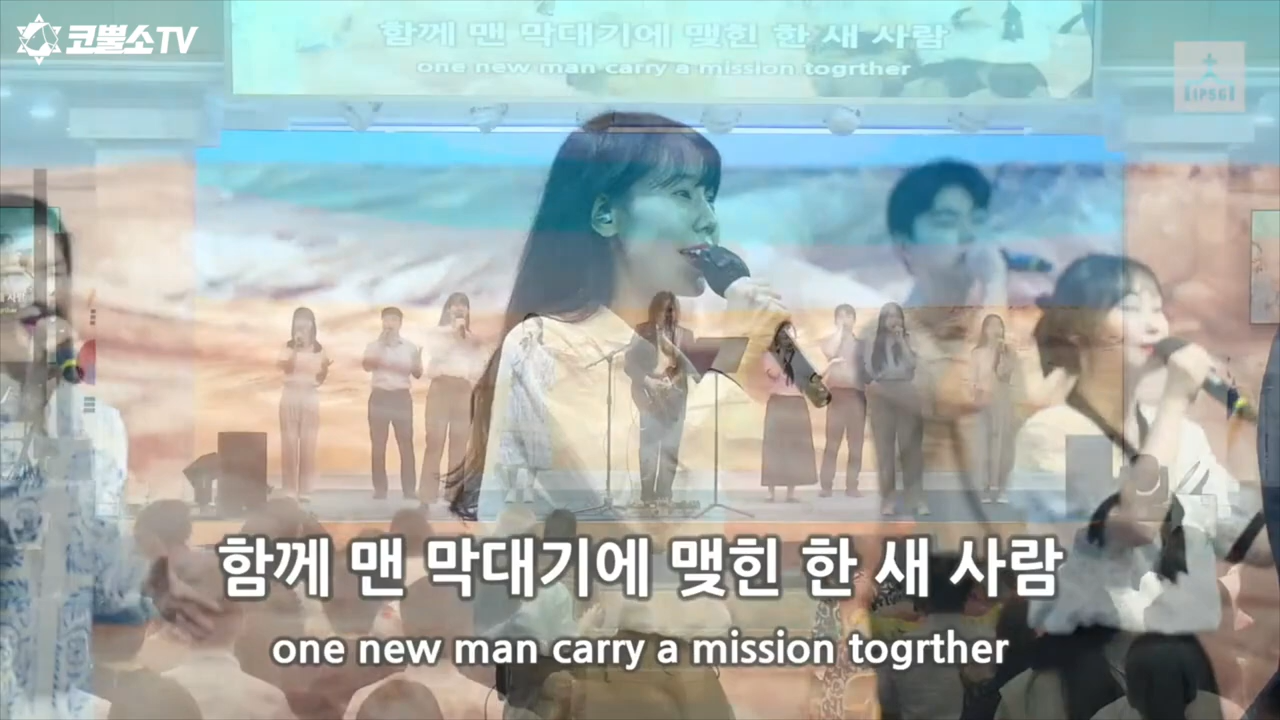 코뿔소TV
함께 맨 막대기에 맺힌 한 새 사람
one new man carry a mission togrther
IPSG
함께 맨 막대기에 맺힌 한 새 사람
one new man carry a mission togrther